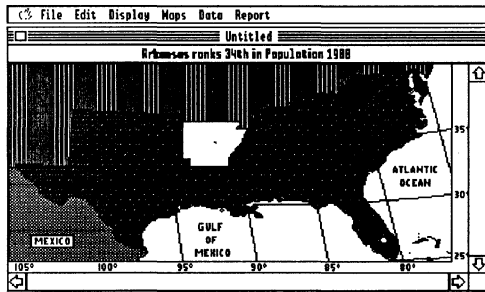 File Edit Display Maps Data Report
Untitled
Arkansas ranks 34th in Population 1988
35°
ATLANTIC
OCEAN
30°
GULF
OF
MEXICO
MEXICO
25°
105° 100° 95° 90° 85° 80°